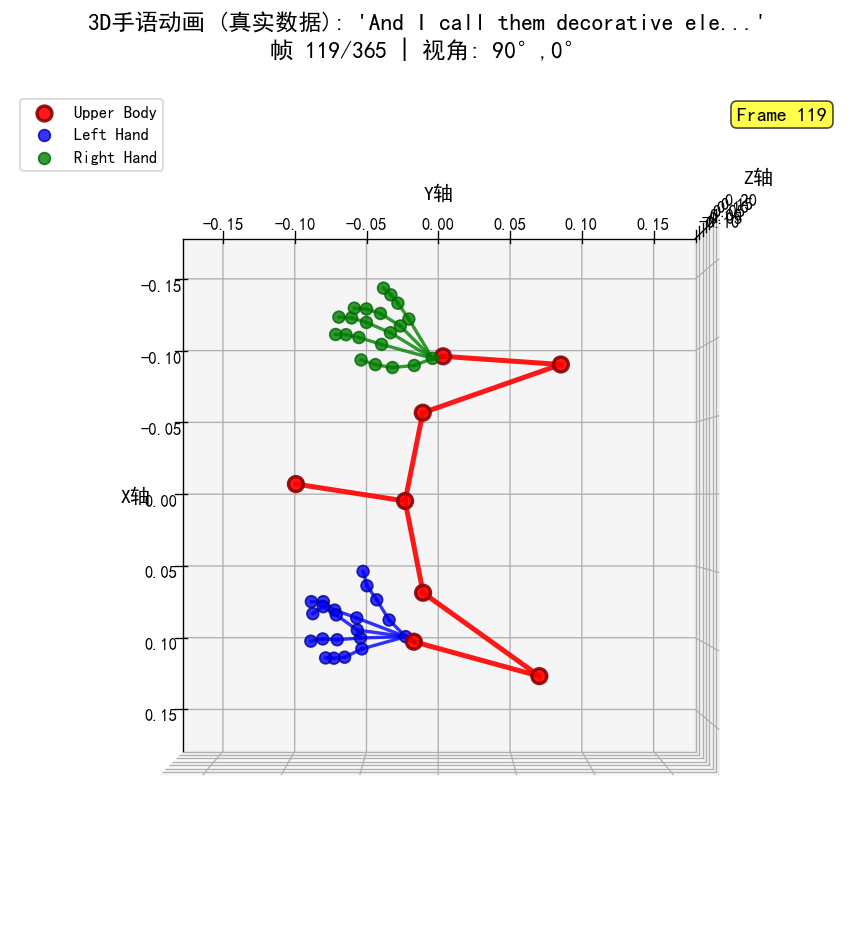 3D手语动画 (真实数据): 'And I call them decorative ele...'
帧 119/365 | 视角: 90°,0°
Upper Body
Left Hand
Right Hand
Frame 119
Z轴
Y轴
-0.15 -0.10 -0.05 0.00 0.05 0.10 0.15
-0.15
-0.10
-0.05
X轴
0.00
0.05
0.10
0.15